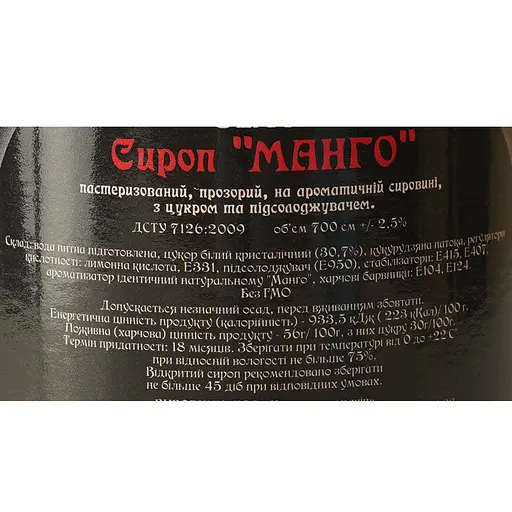 Сироп "МАНГО"
пастеризований, прозорий, на ароматичній сировині,
з цукром та підсолоджувачем.
ДСТУ 7126:2009 об'єм 700 см +/- 2,5%
Склад: вода питна підготовлена, цукор білий кристалічний (30,7%), кукурудзяна патока, регулятори
кислотності: лимонна кислота, Е331, підсолоджувач (Е950), стабілізатори: Е415, Е407,
ароматизатор ідентичний натуральному "Манго", харчові барвники: Е104, Е124.
Без ГМО
Допускається незначний осад, перед вживанням збовтати.
Енергетична цінність продукту (калорійність) - 933,5 кДж ( 223 кКал)/ 100 г.
Поживна (харчова) цінність продукту - 56г/ 100г, з них цукру 30г/100г.
Термін придатності: 18 місяців. Зберігати при температурі від 0 до +22˚С
при відносній вологості не більше 75%.
Відкритий сироп рекомендовано зберігати
не більше 45 діб при відповідних умовах.